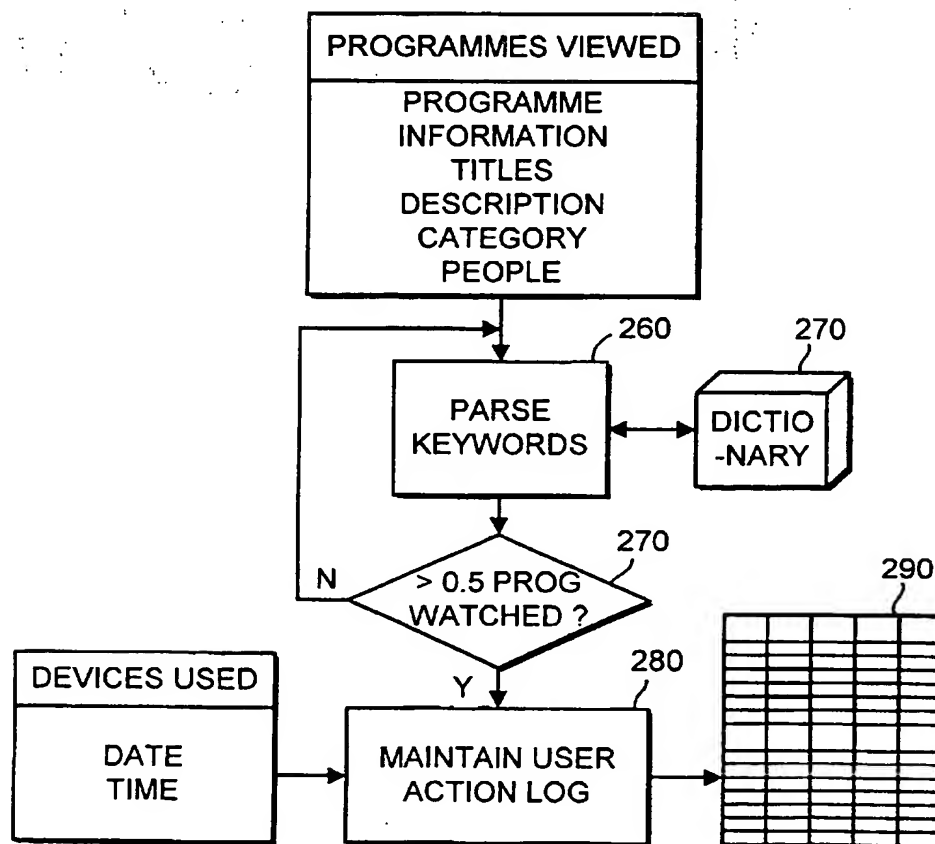 PROGRAMMES VIEWED
PROGRAMME
INFORMATION
TITLES
DESCRIPTION
CATEGORY
PEOPLE
260
PARSE
KEYWORDS
270
DICTIO
-NARY
270
> 0.5 PROG
WATCHED ?
N
Y
DEVICES USED
DATE
TIME
280
MAINTAIN USER
ACTION LOG
290